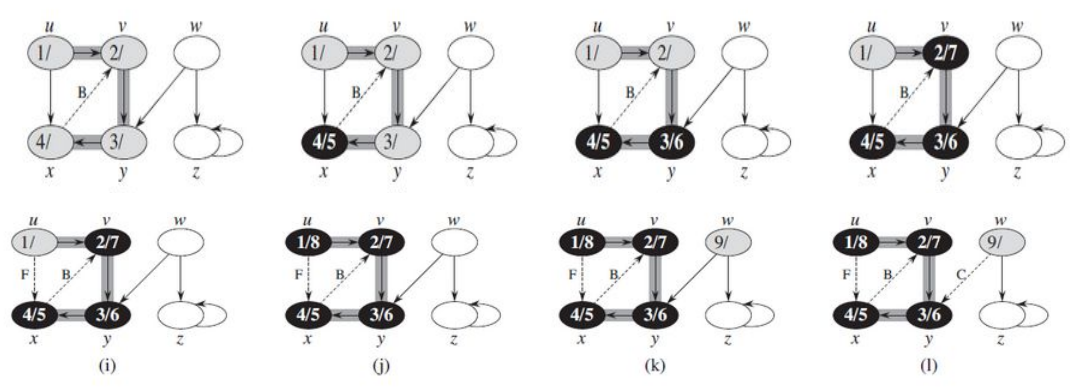 u v w u v w u v w u v w
1/ 2/ 1/ 2/ 1/ 2/ 1/ 2/7
B B B B
4/ 3/ 4/5 3/ 4/5 3/6 4/5 3/6
x y z x y z x y z x y z
u v w u v w u v w u v w
1/ 2/7 1/8 2/7 1/8 2/7 9/ 1/8 2/7 9/
F B F B F B F B C
4/5 3/6 4/5 3/6 4/5 3/6 4/5 3/6
x y z x y z x y z x y z
(i) (j) (k) (l)